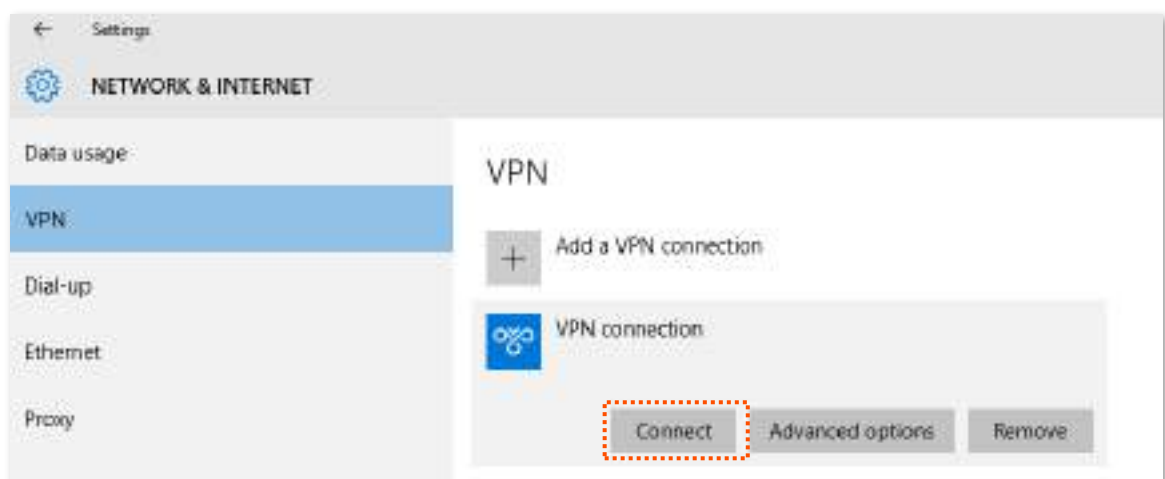 Settings
NETWORK & INTERNET
Data usage
VPN
Dial-up
Ethernet
Proxy
VPN
Add a VPN connection
VPN connection
Connect Advanced options Remove